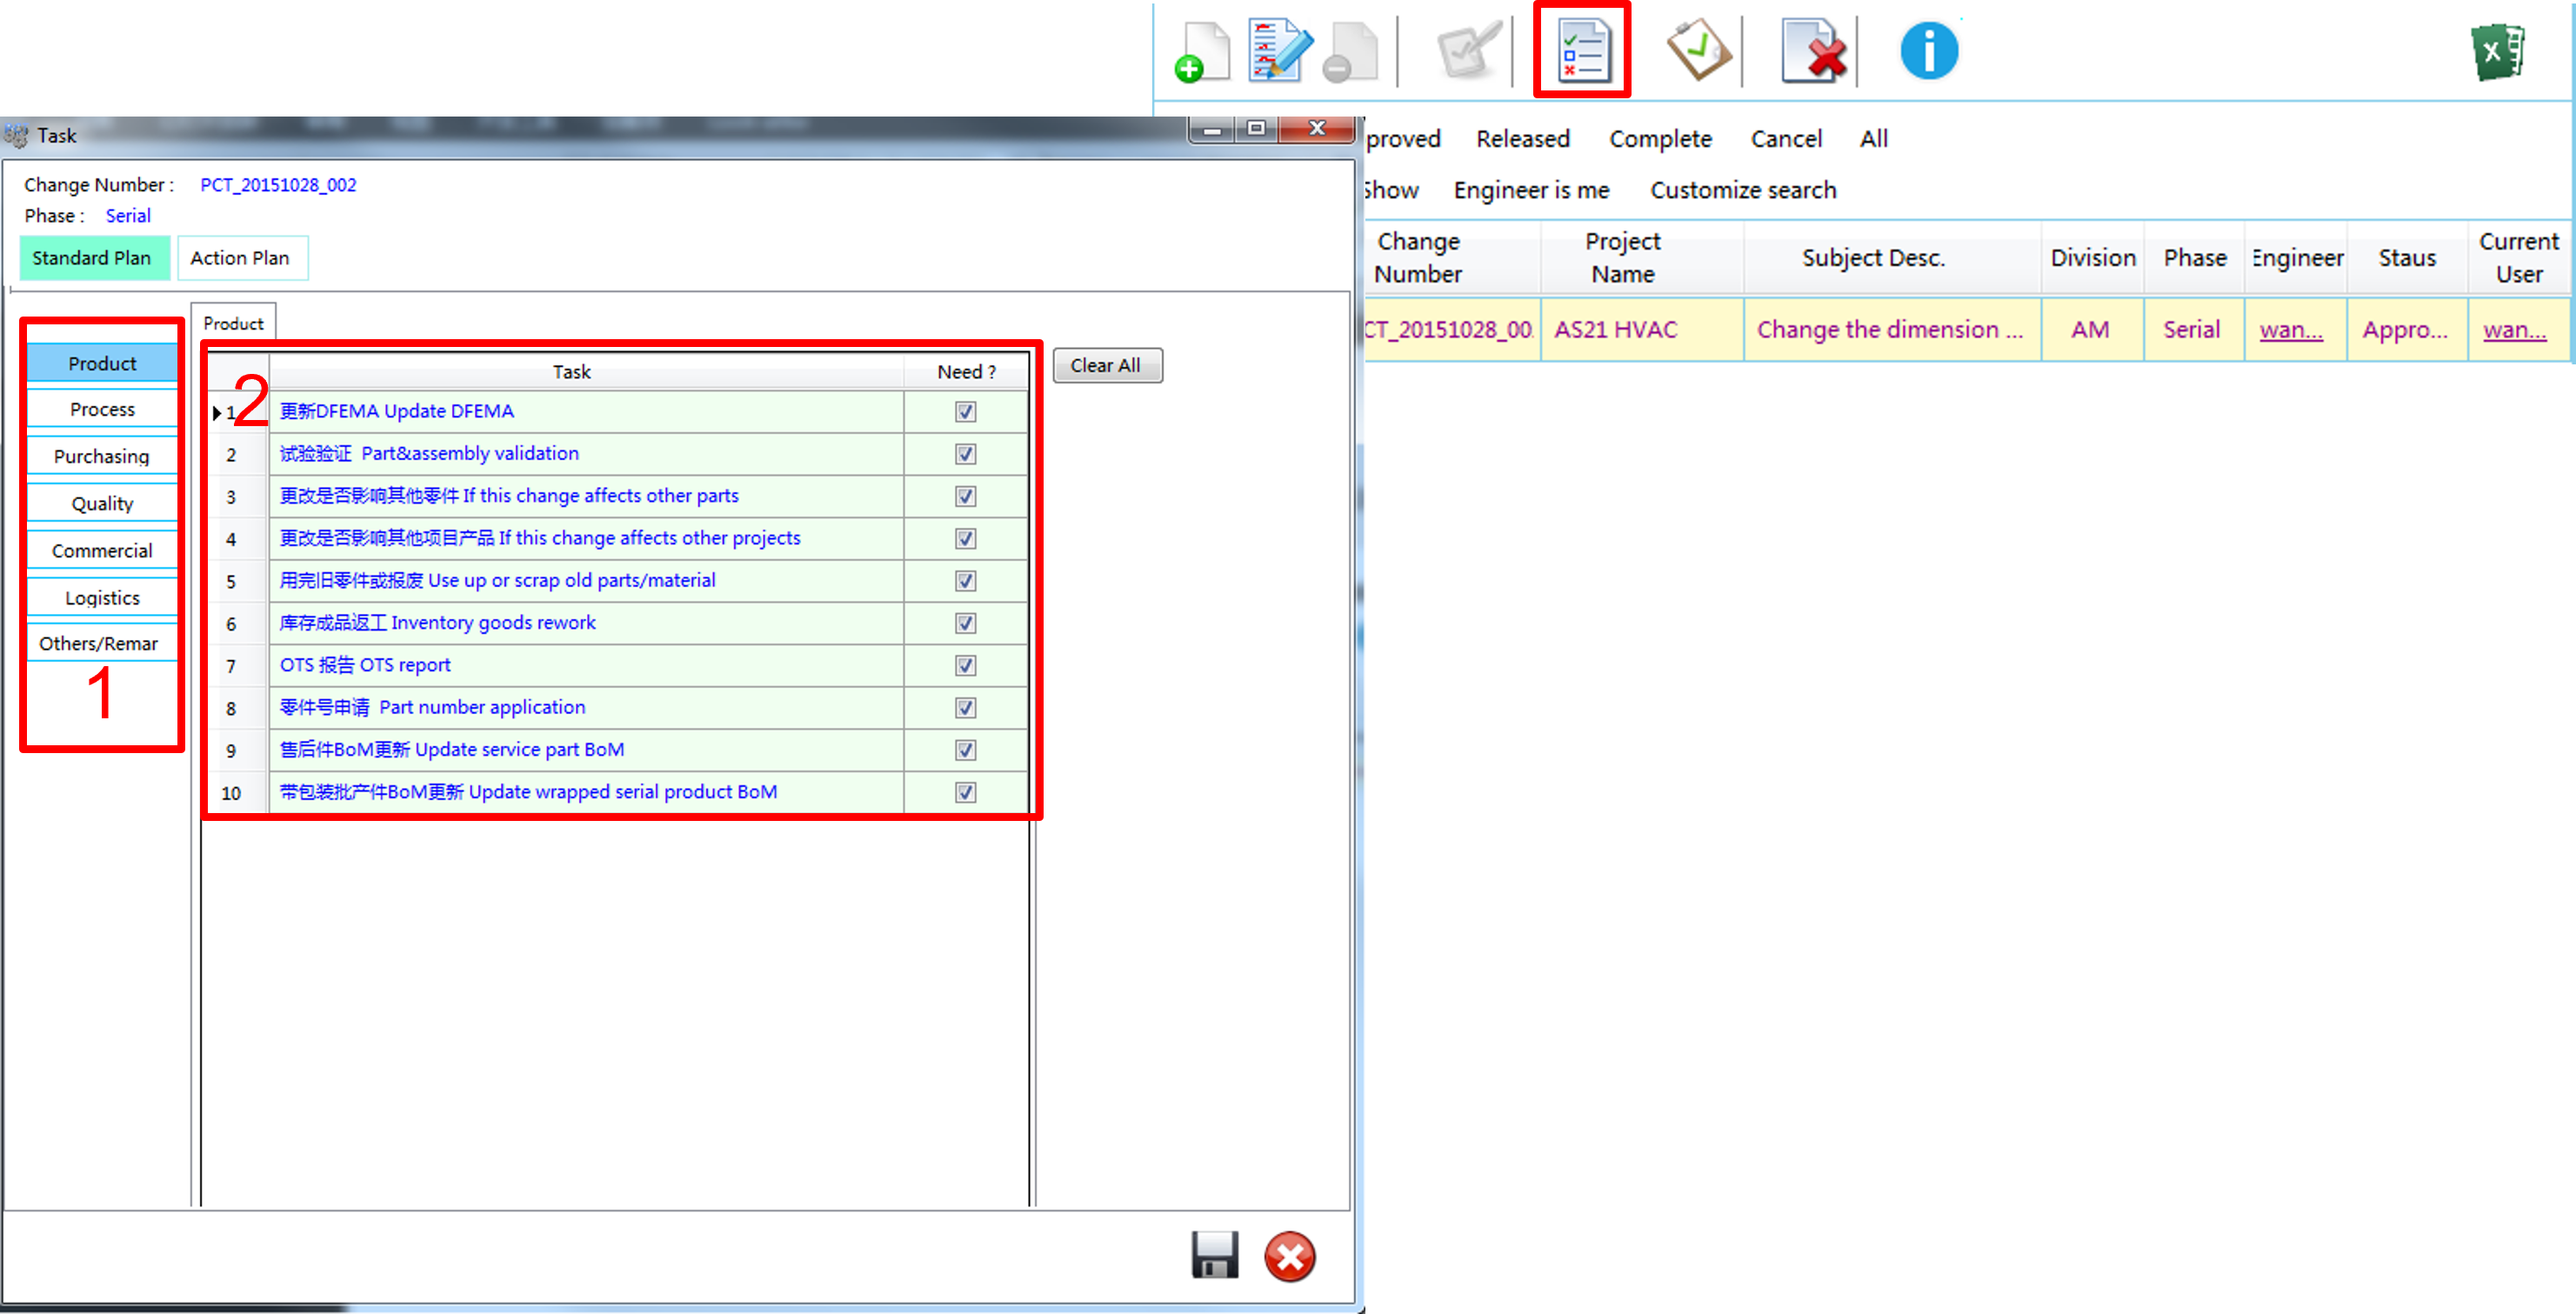 Task
Change Number : PCT_20151028_002
Phase : Serial
Standard Plan Action Plan
Product
Process
Purchasing
Quality
Commercial
Logistics
Others/Remar
1
Product
2
Task Need ?
1 更新DFEMA Update DFEMA
2 试验验证 Part&assembly validation
3 更改是否影响其他零件 If this change affects other parts
4 更改是否影响其他项目产品 If this change affects other projects
5 用完旧零件或报废 Use up or scrap old parts/material
6 库存成品返工 Inventory goods rework
7 OTS 报告 OTS report
8 零件号申请 Part number application
9 售后件BoM更新 Update service part BoM
10 带包装批产件BoM更新 Update wrapped serial product BoM
Clear All
proved Released Complete Cancel All
Show Engineer is me Customize search
Change Number Project Name Subject Desc. Division Phase Engineer Staus Current User
CT_20151028_00. AS21 HVAC Change the dimension ... AM Serial wan... Appro... wan...